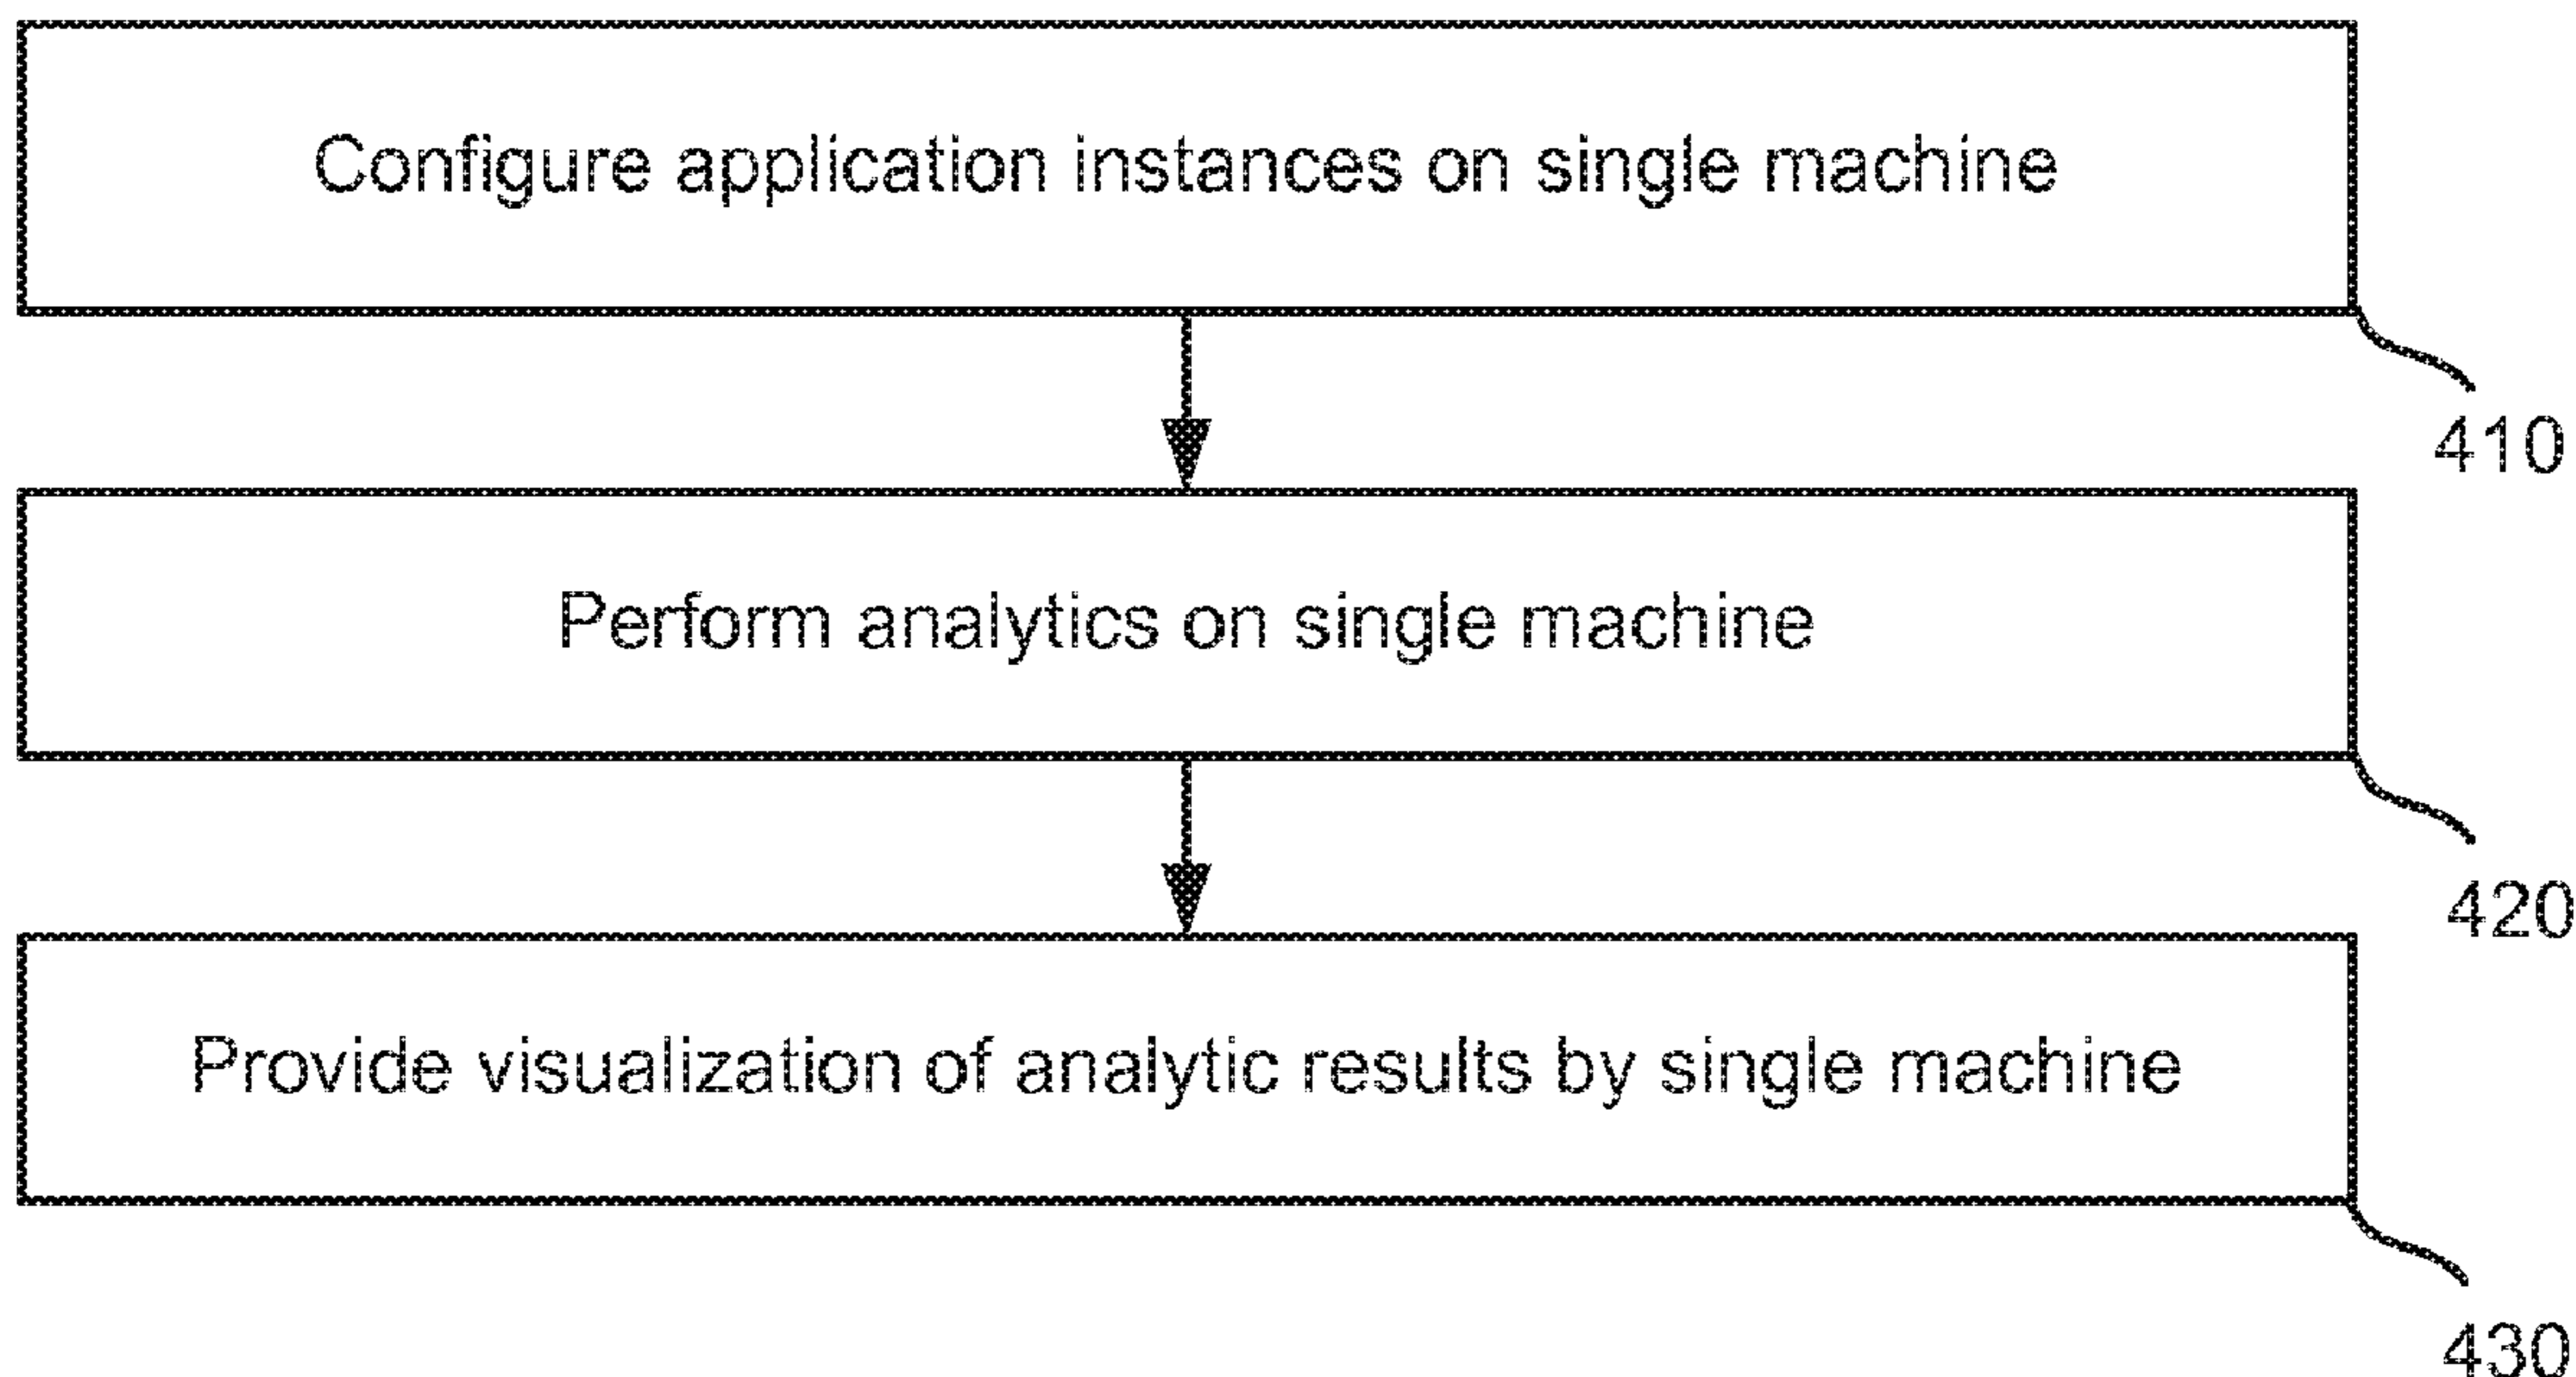 Configure application instances on single machine
410
Perform analytics on single machine
420
Provide visualization of analytic results by single machine
430